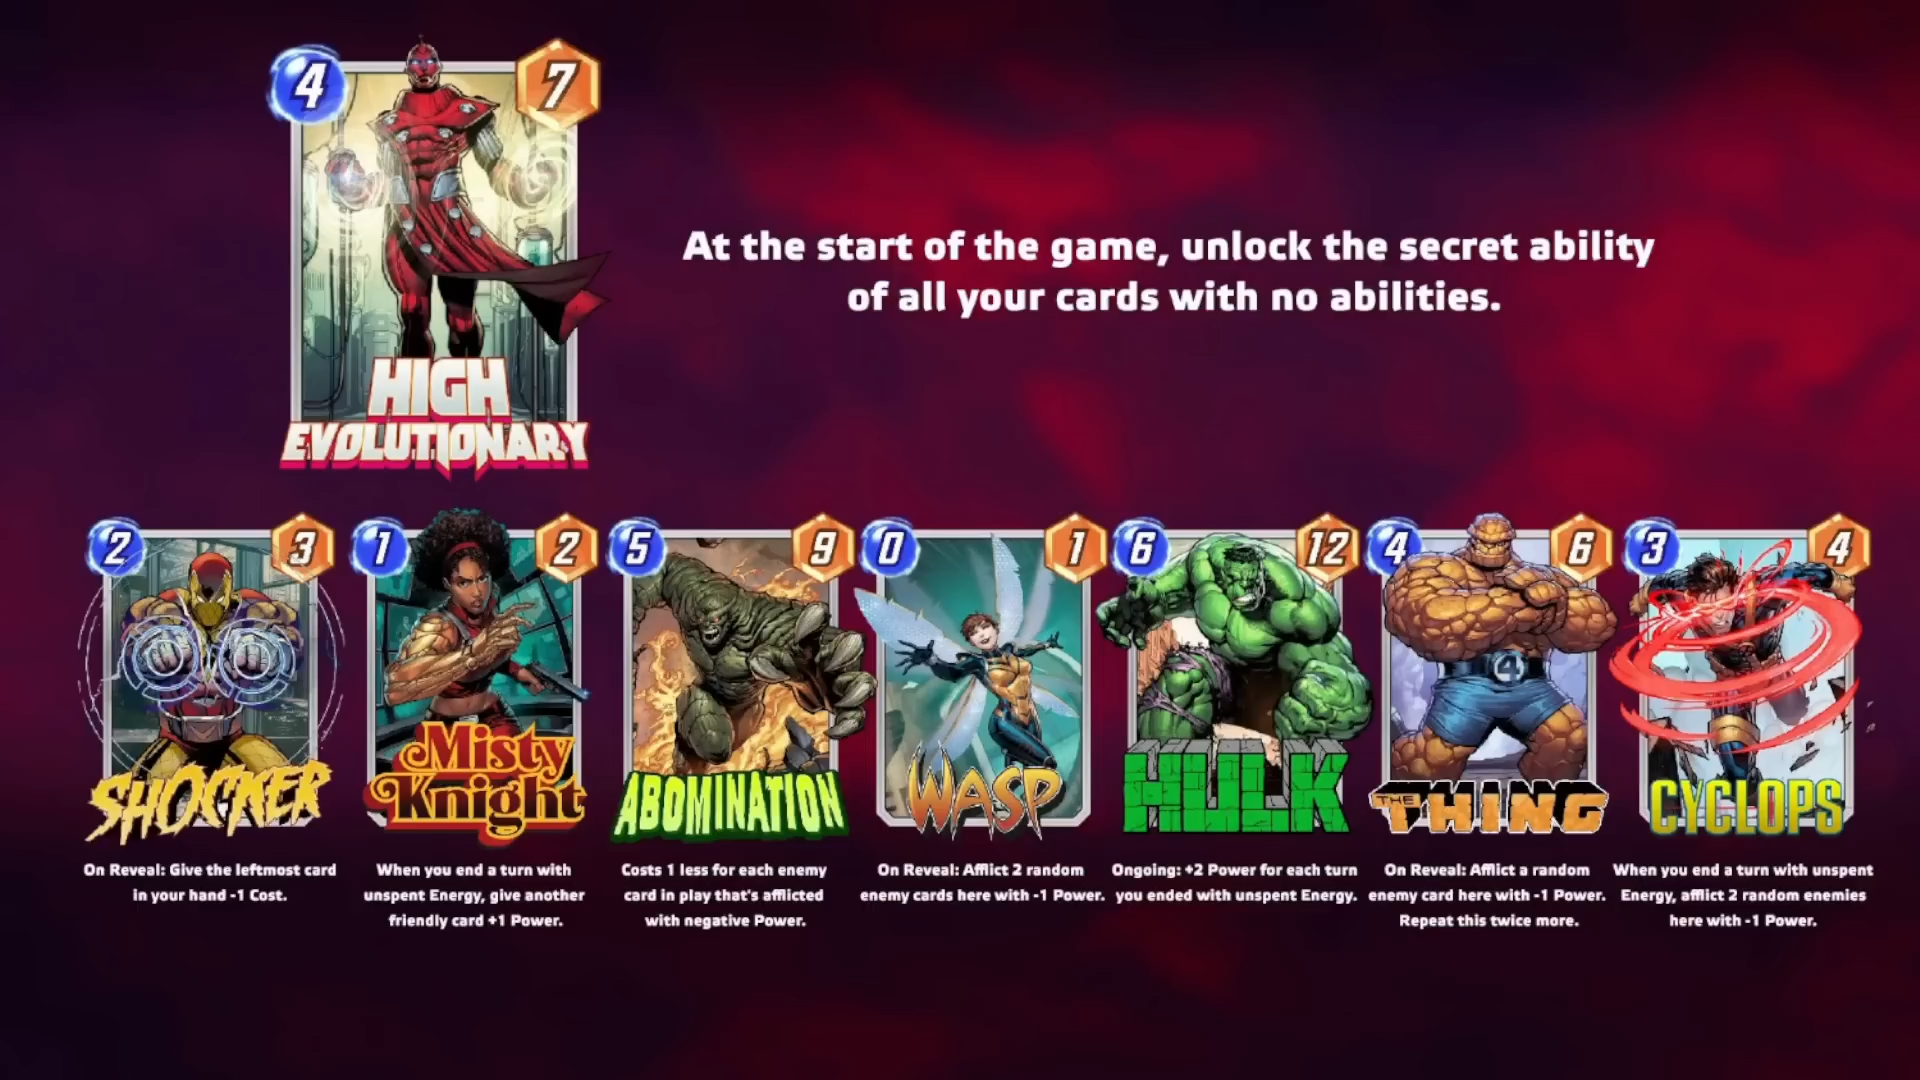 4
7
At the start of the game, unlock the secret ability
of all your cards with no abilities.
HIGH
EVOLUTIONARY
2
3
1
2
5
9
0
1
6
12
4
6
3
4
4
SHOCKER
Misty
Knight
ABOMINATION
WASP
HULK
THE THING
CYCLOPS
On Reveal: Give the leftmost card
in your hand -1 Cost.
When you end a turn with
unspent Energy, give another
friendly card +1 Power.
Costs 1 less for each enemy
card in play that's afflicted
with negative Power.
On Reveal: Afflict 2 random
enemy cards here with -1 Power.
Ongoing: +2 Power for each turn
you ended with unspent Energy.
On Reveal: Afflict a random
enemy card here with -1 Power.
Repeat this twice more.
When you end a turn with unspent
Energy, afflict 2 random enemies
here with -1 Power.